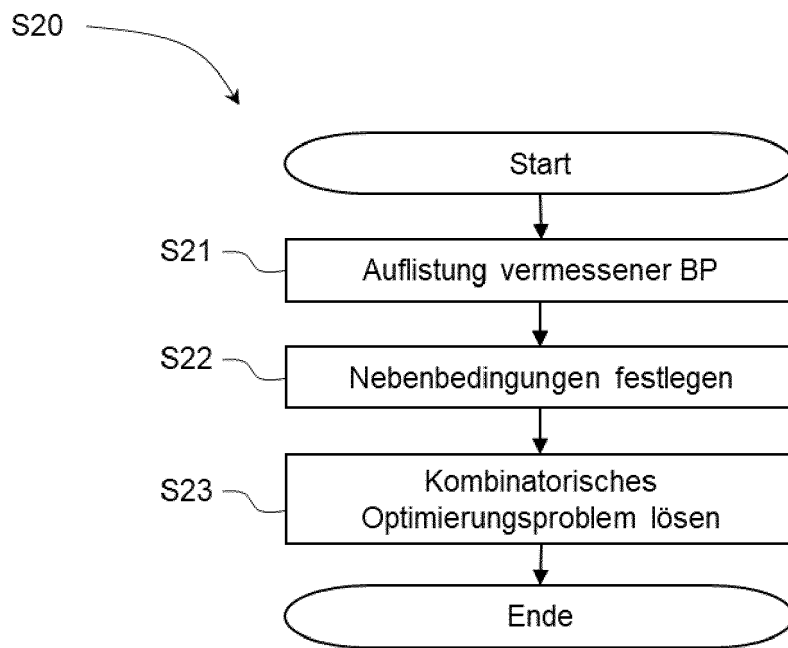 S20
Start
S21
Auflistung vermessener BP
S22
Nebenbedingungen festlegen
S23
Kombinatorisches
Optimierungsproblem lösen
Ende